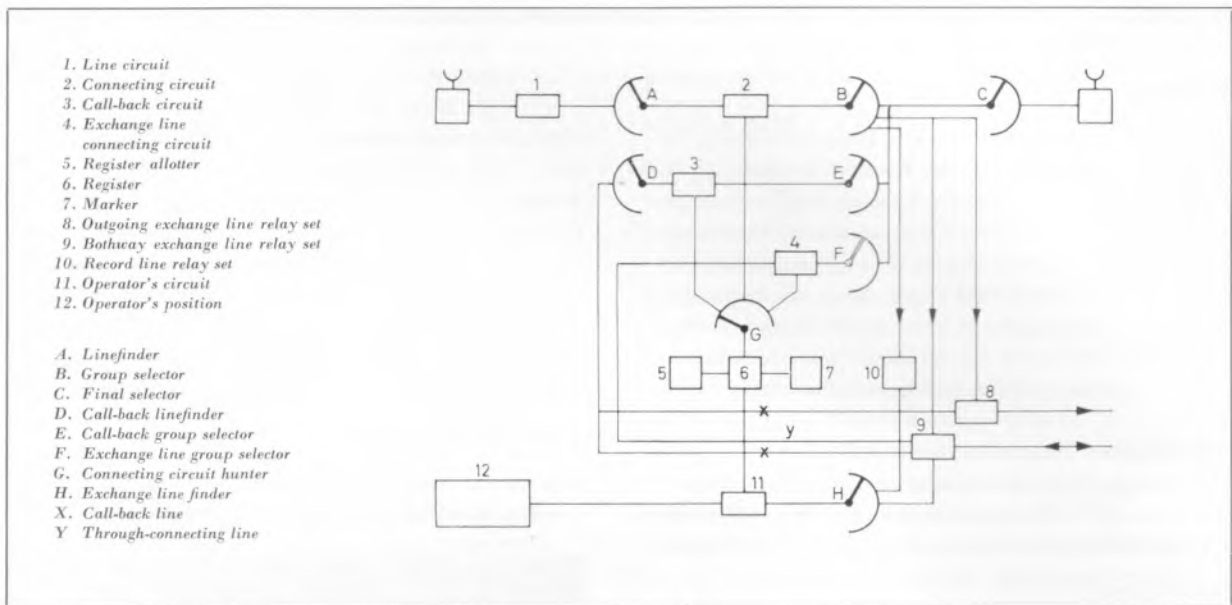 1. Line circuit
2. Connecting circuit
3. Call-back circuit
4. Exchange line
connecting circuit
5. Register allotter
6. Register
7. Marker
8. Outgoing exchange line relay set
9. Bothway exchange line relay set
10. Record line relay set
11. Operator's circuit
12. Operator's position
A. Linefinder
B. Group selector
C. Final selector
D. Call-back linefinder
E. Call-back group selector
F. Exchange line group selector
G. Connecting circuit hunter
H. Exchange line finder
X. Call-back line
Y Through-connecting line
1
A
2
B
C
D
3
E
4
F
G
5
6
7
10
8
x
y
9
x
12
11
H